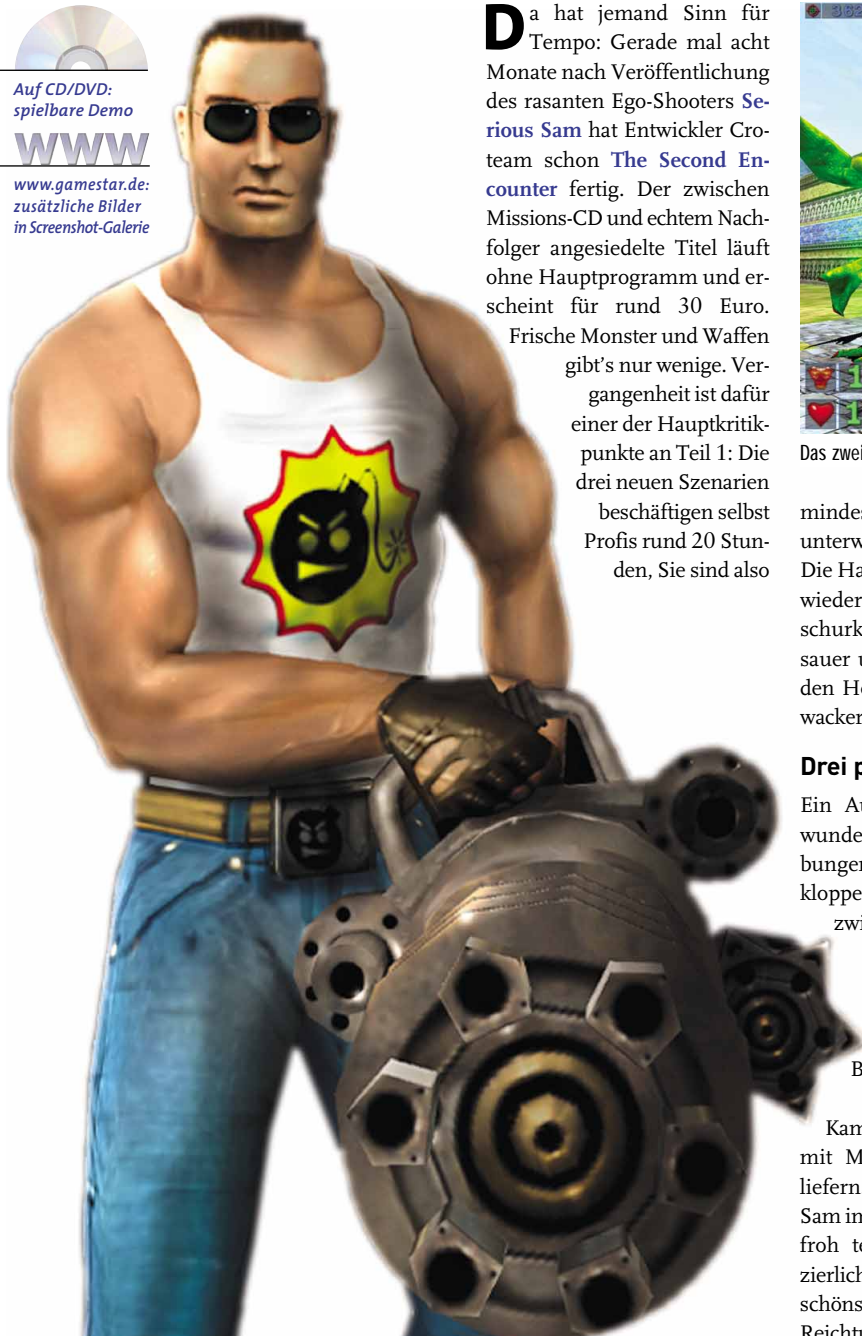 Auf CD/DVD:
spielbare Demo
WWW
www.gamestar.de:
zusätzliche Bilder
in Screenshot-Galerie
Da hat jemand Sinn für
Tempo: Gerade mal acht
Monate nach Veröffentlichung
des rasanten Ego-Shooters Se-
rious Sam hat Entwickler Cro-
team schon The Second En-
counter fertig. Der zwischen
Missions-CD und echtem Nach-
folger angesiedelte Titel läuft
ohne Hauptprogramm und er-
scheint für rund 30 Euro.
Frische Monster und Waffen
gibt's nur wenige. Ver-
gangenheit ist dafür
einer der Hauptkritik-
punkte an Teil 1: Die
drei neuen Szenarien
beschäftigen selbst
Profis rund 20 Stun-
den, Sie sind also
Das zwei
mindes
unterw
Die Ha
wieder
schurk
sauer u
den He
wacker
Drei p
Ein Au
wunde
bungen
kloppe
zwi
B
Kam
mit M
liefern
Sam in
froh te
zierlich
schöns
Reichtu